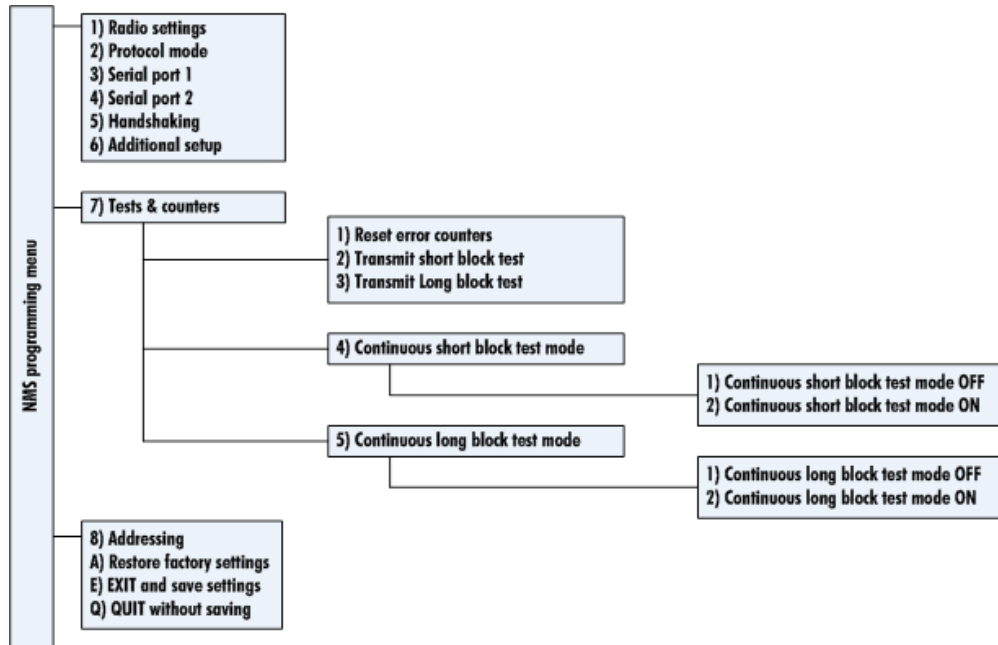 NMS programming menu
1) Radio settings
2) Protocol mode
3) Serial port 1
4) Serial port 2
5) Handshaking
6) Additional setup
7) Tests & counters
1) Reset error counters
2) Transmit short block test
3) Transmit Long block test
4) Continuous short block test mode
1) Continuous short block test mode OFF
2) Continuous short block test mode ON
5) Continuous long block test mode
1) Continuous long block test mode OFF
2) Continuous long block test mode ON
8) Addressing
A) Restore factory settings
E) EXIT and save settings
Q) QUIT without saving